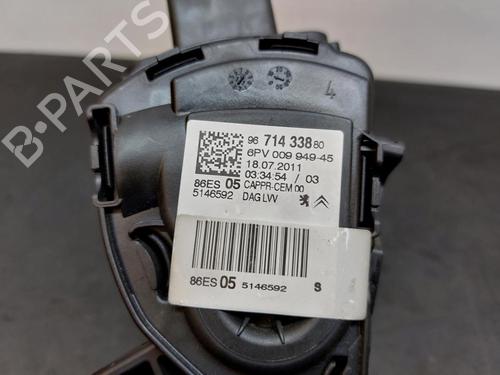 96 714 338 80
6PV 009 949-45
18.07.2011
03:34:54 / 03
86ES 05 CAPPR-CEM 00
5146592 DAG LVV
86ES 05 5146592 S
4
B-PARTS